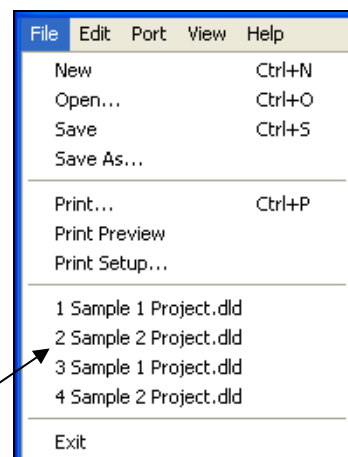 File Edit Port View Help
New Ctrl+N
Open... Ctrl+O
Save Ctrl+S
Save As...
Print... Ctrl+P
Print Preview
Print Setup...
1 Sample 1 Project.dld
2 Sample 2 Project.dld
3 Sample 1 Project.dld
4 Sample 2 Project.dld
Exit